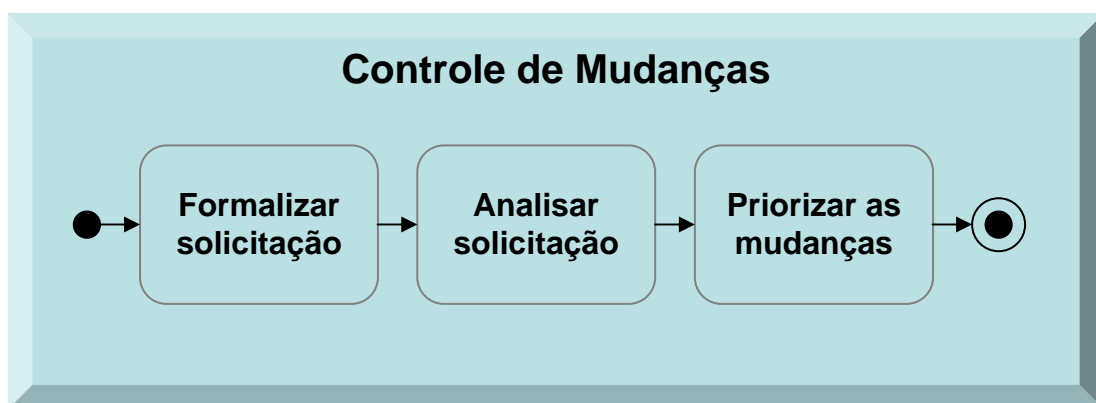 Controle de Mudanças
Formalizar
solicitação
Analisar
solicitação
Priorizar as
mudanças